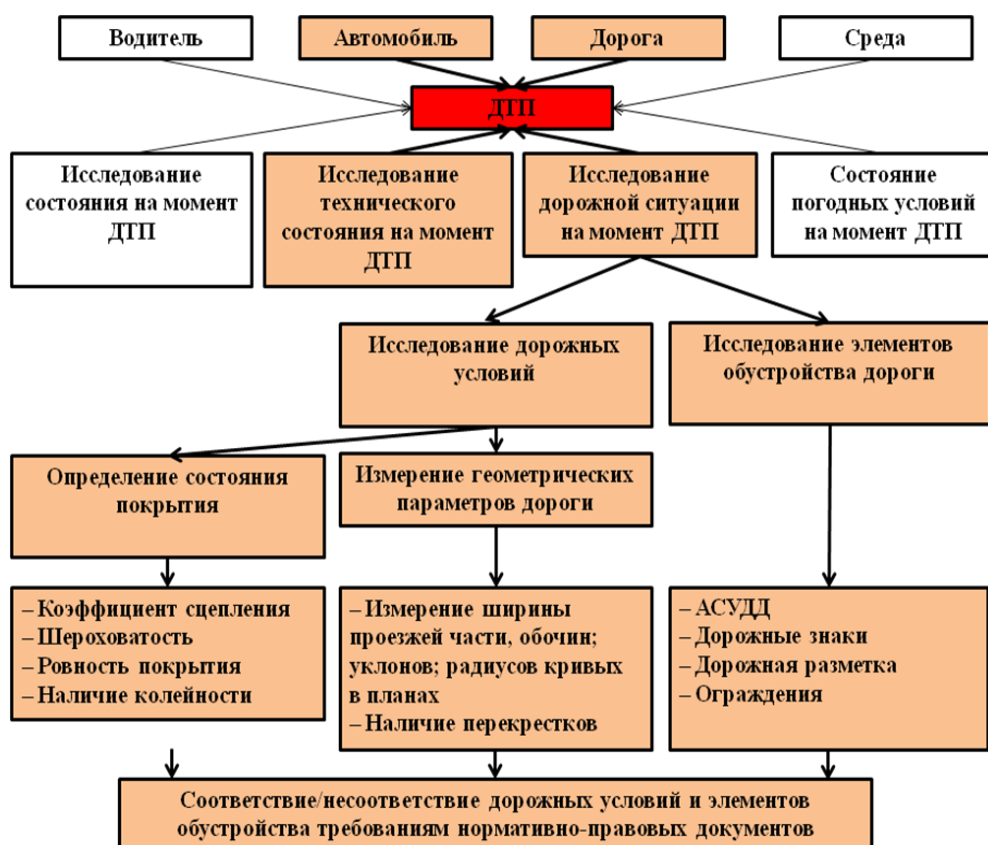 Водитель
Автомобиль
Дорога
Среда
ДТП
Исследование
состояния на момент
ДТП
Исследование
технического
состояния на момент
ДТП
Исследование
дорожной ситуации
на момент ДТП
Состояние
погодных условий
на момент ДТП
Исследование дорожных
условий
Исследование элементов
обустройства дороги
Определение состояния
покрытия
Измерение геометрических
параметров дороги
– Коэффициент сцепления
– Шероховатость
– Ровность покрытия
– Наличие колейности
– Измерение ширины
проезжей части, обочин;
уклонов; радиусов кривых
в планах
– Наличие перекрестков
– АСУДД
– Дорожные знаки
– Дорожная разметка
– Ограждения
Соответствие/несоответствие дорожных условий и элементов
обустройства требованиям нормативно-правовых документов